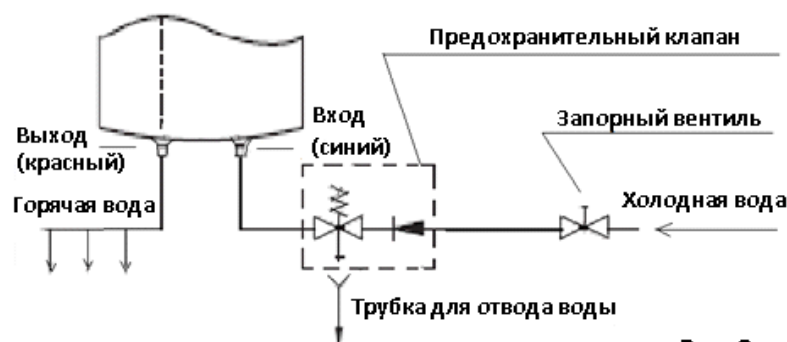 Предохранительный клапан
Запорный вентиль
Вход
(синий)
Выход
(красный)
Горячая вода
Холодная вода
Трубка для отвода воды